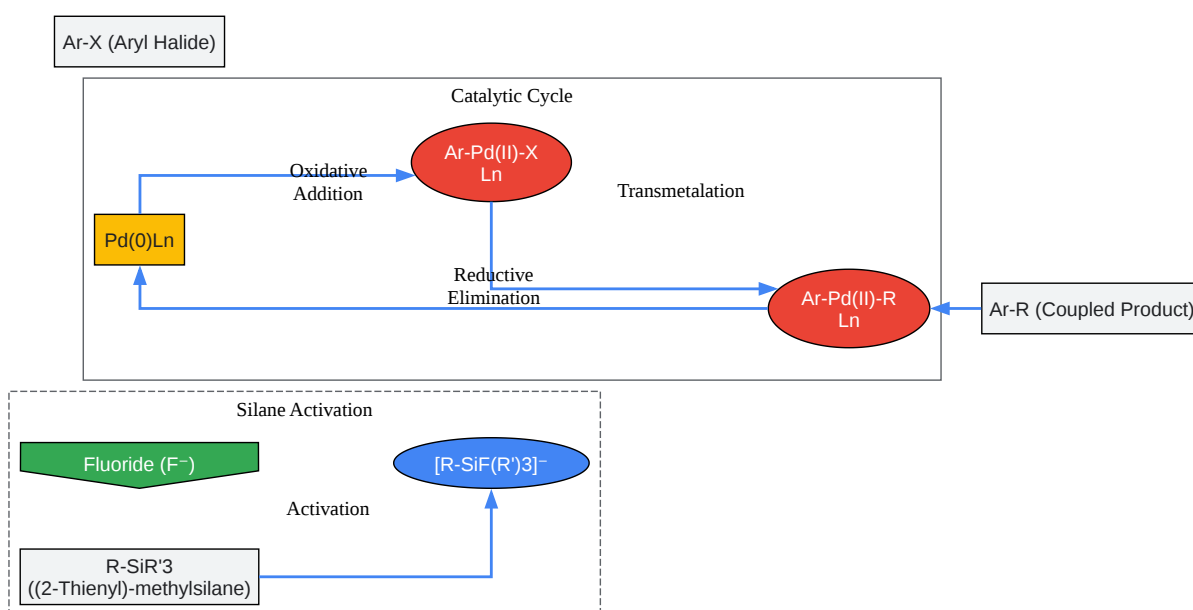 Ar-X (Aryl Halide)
Catalytic Cycle
Ar-Pd(II)-X
Ln
Oxidative
Addition
Transmetalation
Pd(0)Ln
Reductive
Elimination
Ar-Pd(II)-R
Ln
Ar-R (Coupled Product)
Silane Activation
Fluoride (F⁻)
[R-SiF(R')3]⁻
Activation
R-SiR'3
((2-Thienyl)-methylsilane)